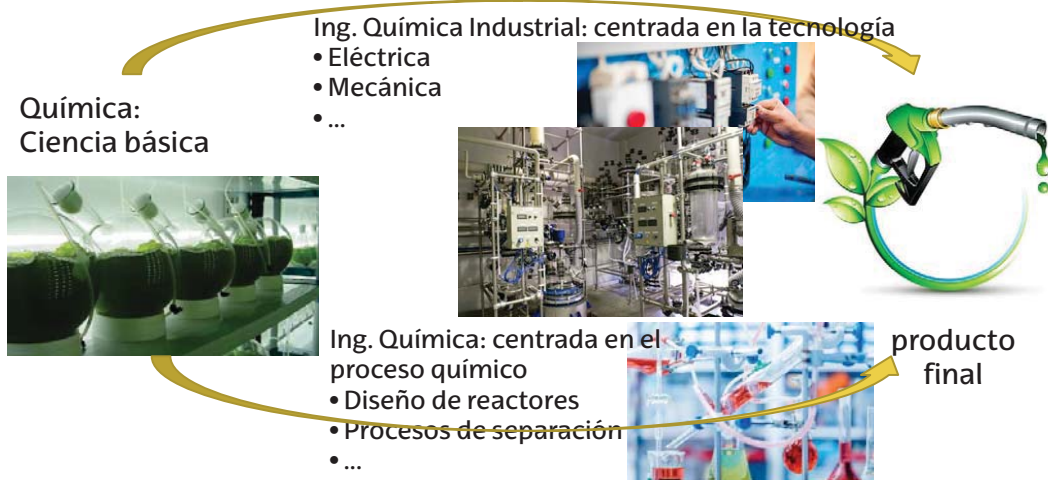 Ing. Química Industrial: centrada en la tecnología
• Eléctrica
• Mecánica
• ...
Química:
Ciencia básica
Ing. Química: centrada en el
proceso químico
• Diseño de reactores
• Procesos de separación
• ...
producto
final